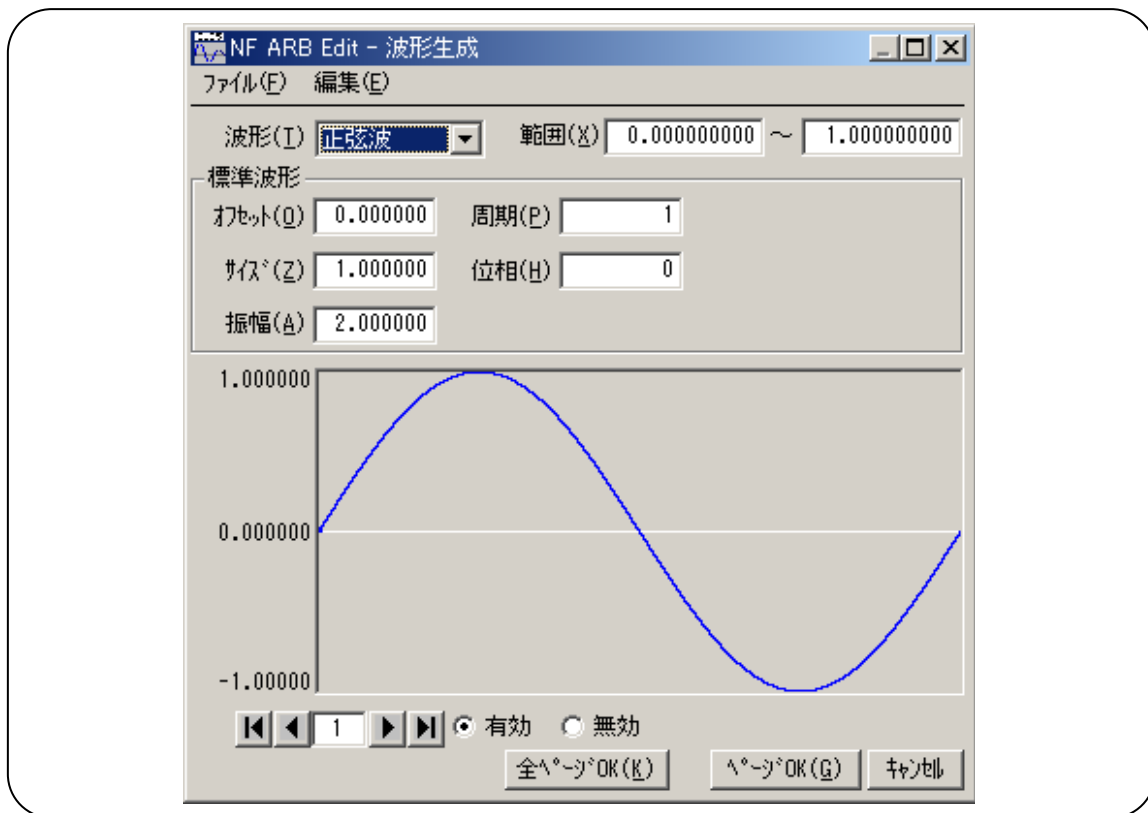 NF ARB Edit - 波形生成
ファイル(F) 編集(E)
波形(T) 正弦波 範囲(X) 0.000000000 ～ 1.000000000
標準波形
ｵﾌｾｯﾄ(O) 0.000000 周期(P) 1
ｻｲｽﾞ(Z) 1.000000 位相(H) 0
振幅(A) 2.000000
1.000000
0.000000
-1.00000
1 有効 無効
全ﾍﾟｰｼﾞOK(K) ﾍﾟｰｼﾞOK(G) ｷｬﾝｾﾙ